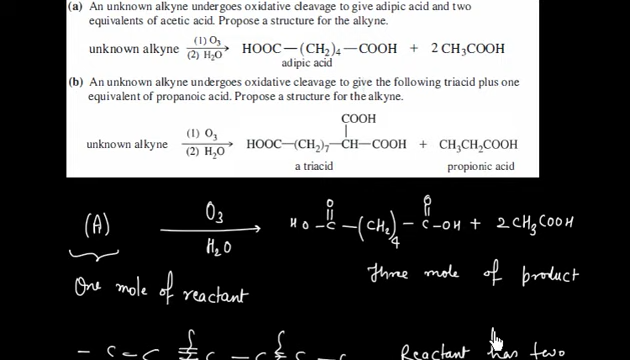 (a) An unknown alkyne undergoes oxidative cleavage to give adipic acid and two
equivalents of acetic acid. Propose a structure for the alkyne.
unknown alkyne (1) O3 (2) H2O → HOOC—(CH2)4—COOH + 2 CH3COOH
adipic acid
(b) An unknown alkyne undergoes oxidative cleavage to give the following triacid plus one
equivalent of propanoic acid. Propose a structure for the alkyne.
COOH
unknown alkyne (1) O3 (2) H2O → HOOC—(CH2)7—CH—COOH + CH3CH2COOH
a triacid propionic acid
(A) O3 H2O → HO-C(=O)-(CH2)4-C(=O)-OH + 2CH3COOH
Three mole of product
One mole of reactant
Reactant has two